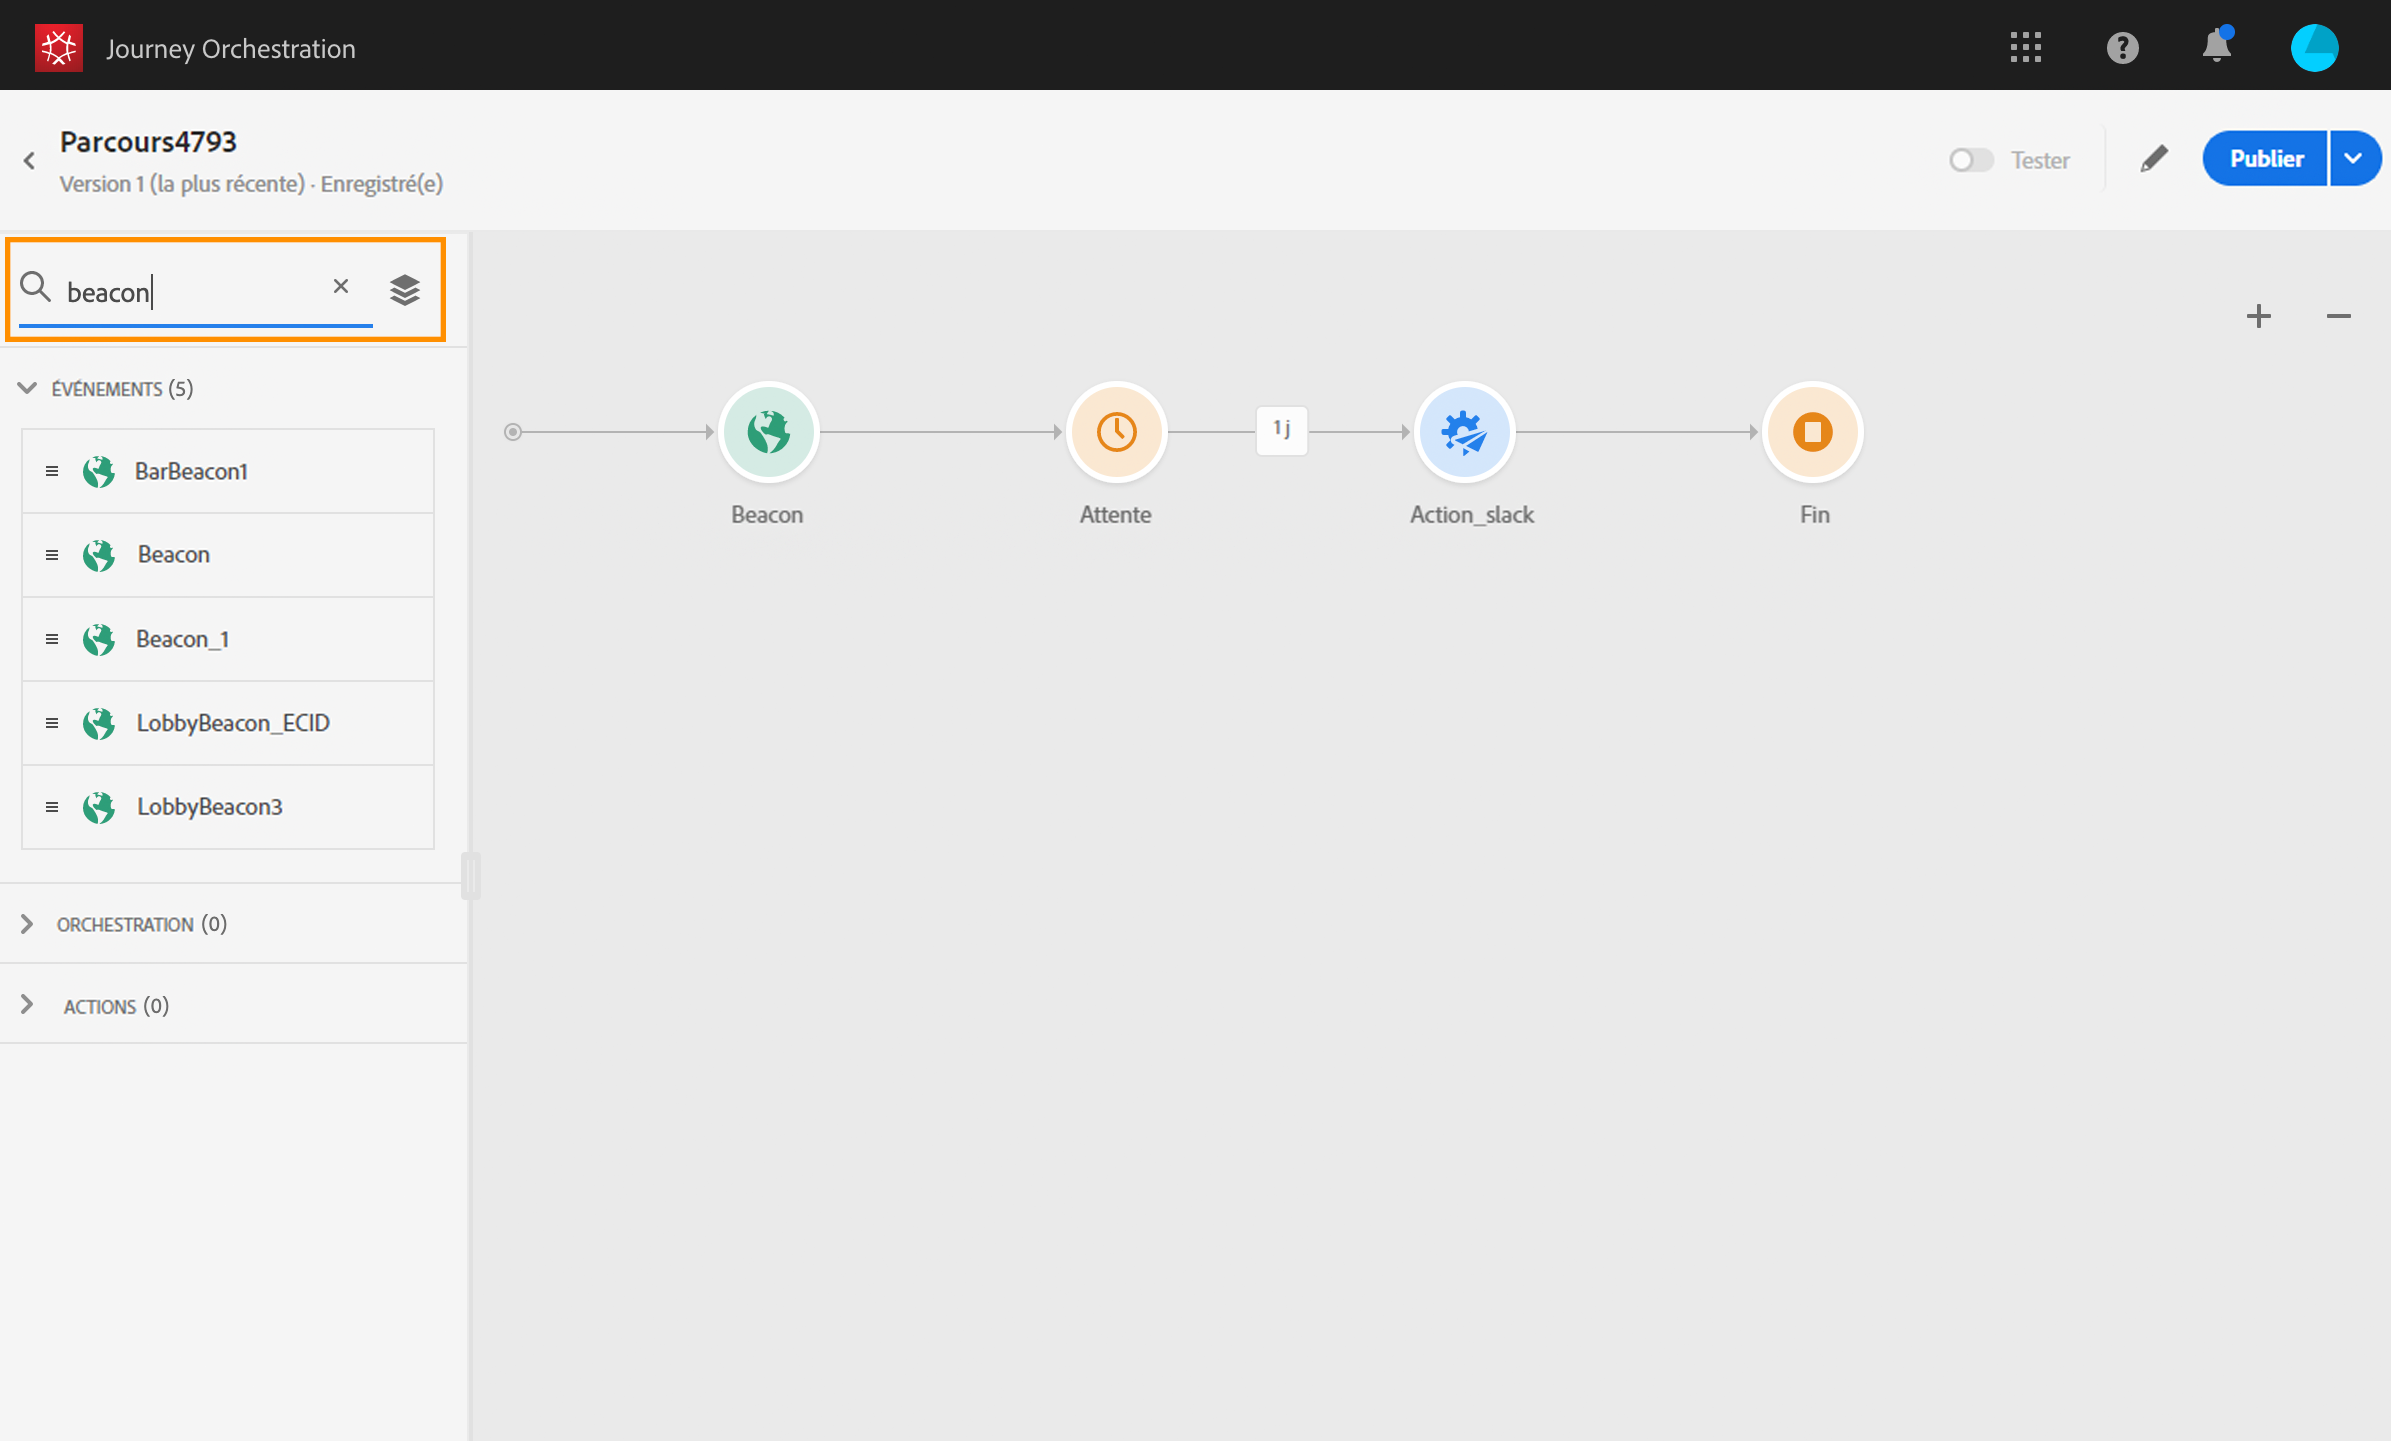 Journey Orchestration
Parcours4793
Version 1 (la plus récente) · Enregistré(e)
Tester
Publier
beacon
ÉVÉNEMENTS (5)
BarBeacon1
Beacon
Beacon_1
LobbyBeacon_ECID
LobbyBeacon3
ORCHESTRATION (0)
ACTIONS (0)
1 j
Beacon
Attente
Action_slack
Fin